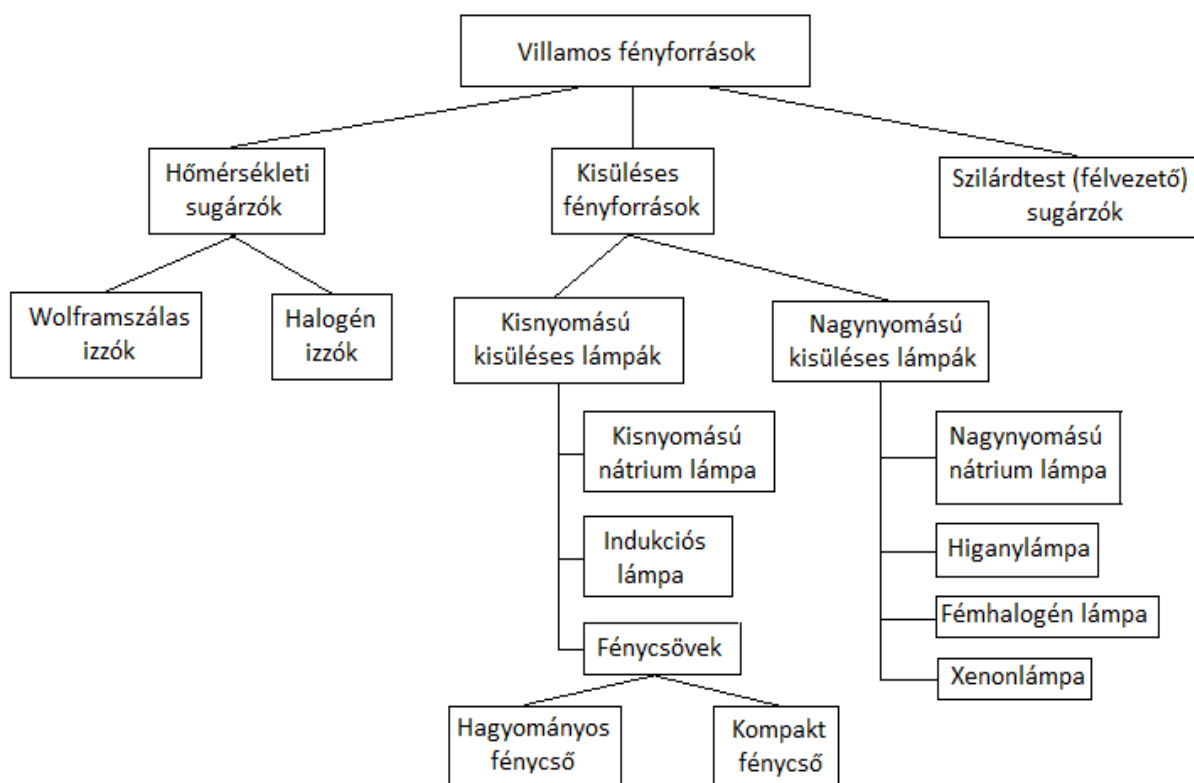 Villamos fényforrások
Hőmérsékleti
sugárzók
Kisüléses
fényforrások
Szilárdtest (félvezető)
sugárzók
Wolframszálas
izzók
Halogén
izzók
Kisnyomású
kisüléses lámpák
Nagynyomású
kisüléses lámpák
Kisnyomású
nátrium lámpa
Indukciós
lámpa
Fénycsövek
Hagyományos
fénycső
Kompakt
fénycső
Nagynyomású
nátrium lámpa
Higanylámpa
Fémhalogén lámpa
Xenonlámpa